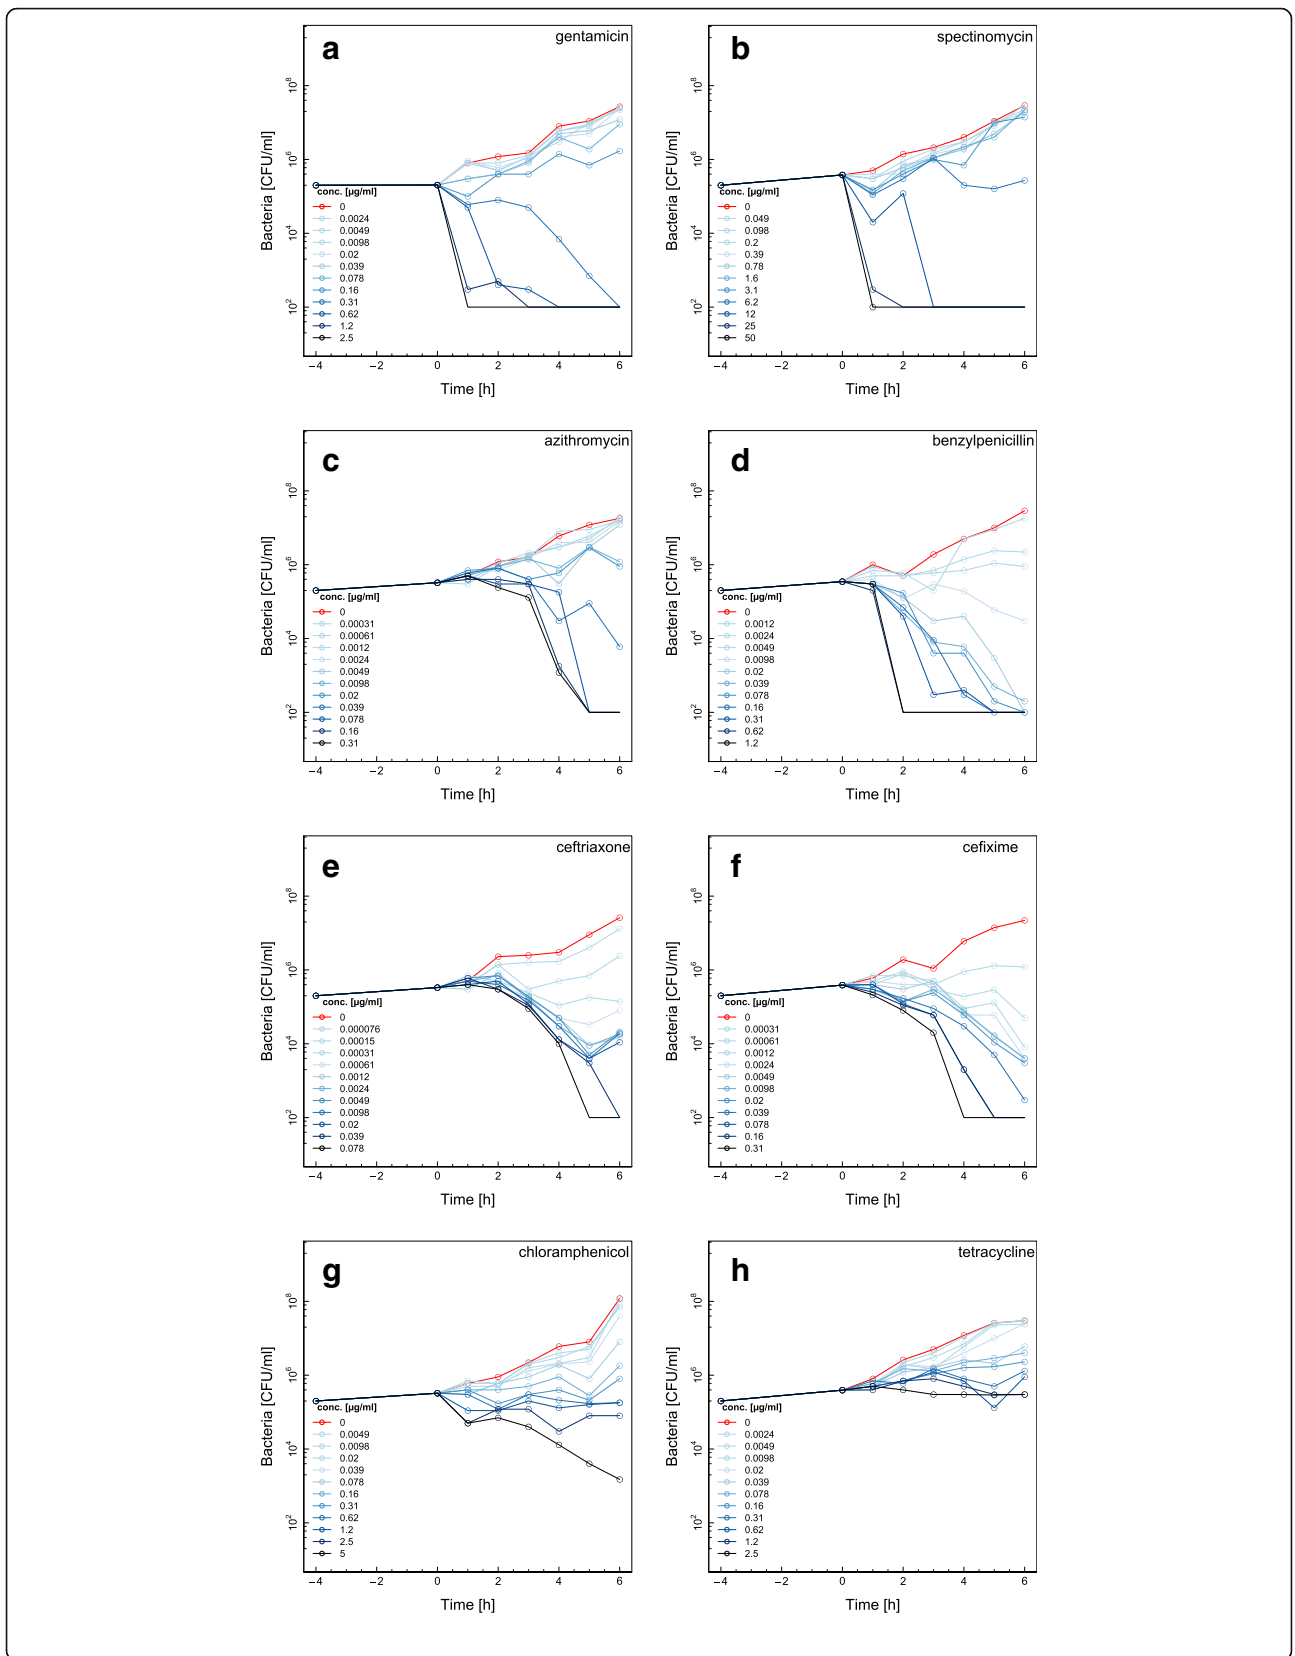 a
gentamicin
Bacteria [CFU/ml]
10^8
10^6
10^4
10^2
conc. [µg/ml]
0
0.0024
0.0049
0.0098
0.02
0.039
0.078
0.16
0.31
0.62
1.2
2.5
−4 −2 0 2 4 6
Time [h]
b
spectinomycin
Bacteria [CFU/ml]
10^8
10^6
10^4
10^2
conc. [µg/ml]
0
0.049
0.098
0.2
0.39
0.78
1.6
3.1
6.2
12
25
50
−4 −2 0 2 4 6
Time [h]
c
azithromycin
Bacteria [CFU/ml]
10^8
10^6
10^4
10^2
conc. [µg/ml]
0
0.00031
0.00061
0.0012
0.0024
0.0049
0.0098
0.02
0.039
0.078
0.16
0.31
−4 −2 0 2 4 6
Time [h]
d
benzylpenicillin
Bacteria [CFU/ml]
10^8
10^6
10^4
10^2
conc. [µg/ml]
0
0.0012
0.0024
0.0049
0.0098
0.02
0.039
0.078
0.16
0.31
0.62
1.2
−4 −2 0 2 4 6
Time [h]
e
ceftriaxone
Bacteria [CFU/ml]
10^8
10^6
10^4
10^2
conc. [µg/ml]
0
0.000076
0.00015
0.00031
0.00061
0.0012
0.0024
0.0049
0.0098
0.02
0.039
0.078
−4 −2 0 2 4 6
Time [h]
f
cefixime
Bacteria [CFU/ml]
10^8
10^6
10^4
10^2
conc. [µg/ml]
0
0.00031
0.00061
0.0012
0.0024
0.0049
0.0098
0.02
0.039
0.078
0.16
0.31
−4 −2 0 2 4 6
Time [h]
g
chloramphenicol
Bacteria [CFU/ml]
10^8
10^6
10^4
10^2
conc. [µg/ml]
0
0.0049
0.0098
0.02
0.039
0.078
0.16
0.31
0.62
1.2
2.5
5
−4 −2 0 2 4 6
Time [h]
h
tetracycline
Bacteria [CFU/ml]
10^8
10^6
10^4
10^2
conc. [µg/ml]
0
0.0024
0.0049
0.0098
0.02
0.039
0.078
0.16
0.31
0.62
1.2
2.5
−4 −2 0 2 4 6
Time [h]